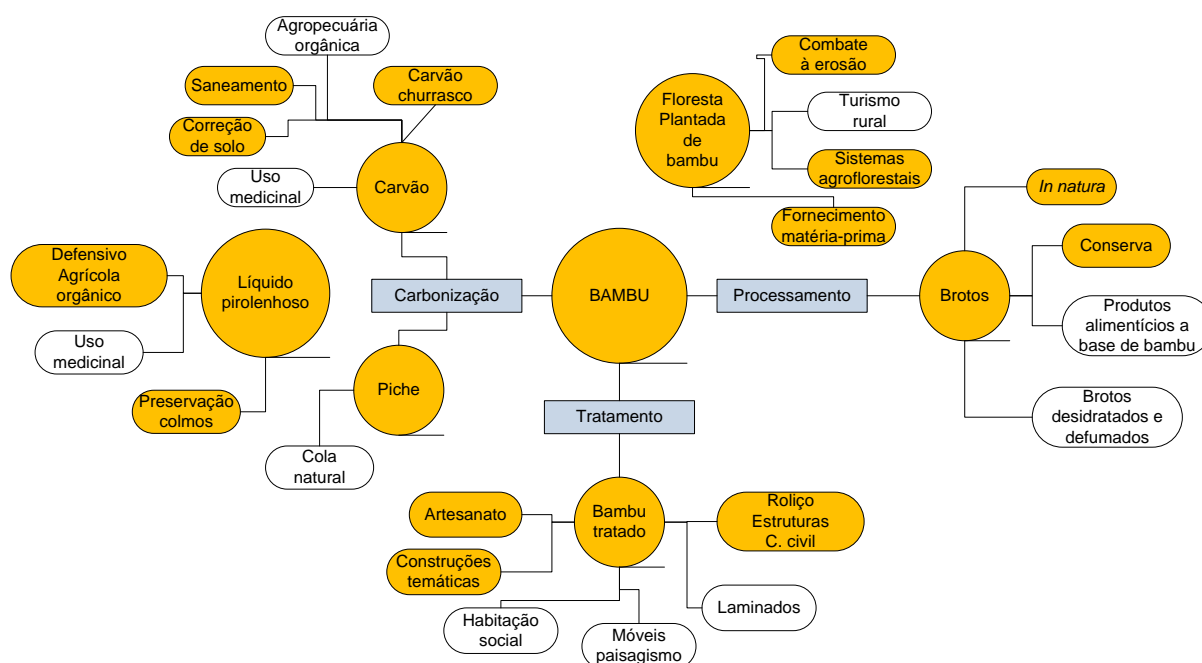 Agropecuária
orgânica
Saneamento
Carvão
churrasco
Correção
de solo
Uso
medicinal
Carvão
Floresta
Plantada
de
bambu
Combate
à erosão
Turismo
rural
Sistemas
agroflorestais
Fornecimento
matéria-prima
In natura
Conserva
Defensivo
Agrícola
orgânico
Líquido
pirolenhoso
Uso
medicinal
Preservação
colmos
Carbonização
BAMBU
Processamento
Brotos
Produtos
alimentícios a
base de bambu
Brotos
desidratados e
defumados
Piche
Cola
natural
Tratamento
Artesanato
Bambu
tratado
Roliço
Estruturas
C. civil
Construções
temáticas
Habitação
social
Móveis
paisagismo
Laminados